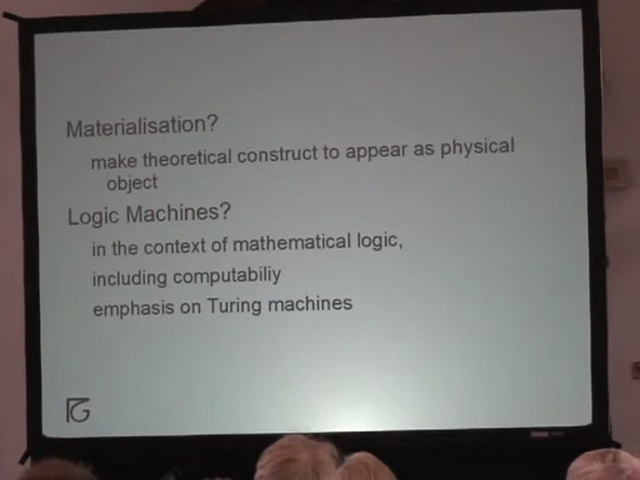 Materialisation?
make theoretical construct to appear as physical
object
Logic Machines?
in the context of mathematical logic,
including computabiliy
emphasis on Turing machines